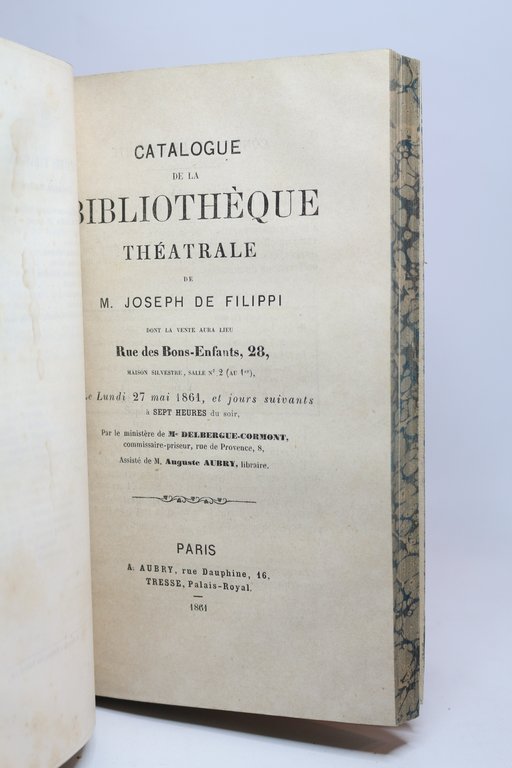 CATALOGUE
DE LA
BIBLIOTHÈQUE
THÉATRALE
DE
M. JOSEPH DE FILIPPI
DONT LA VENTE AURA LIEU
Rue des Bons-Enfants, 28,
MAISON SILVESTRE, SALLE N° 2 (AU 1er),
Le Lundi 27 mai 1861, et jours suivants
à SEPT HEURES du soir,
Par le ministère de Me DELBERGUE-CORMONT,
commissaire-priseur, rue de Provence, 8,
Assisté de M. Auguste AUBRY, libraire.
PARIS
A. AUBRY, rue Dauphine, 16,
TRESSE, Palais-Royal.
1861